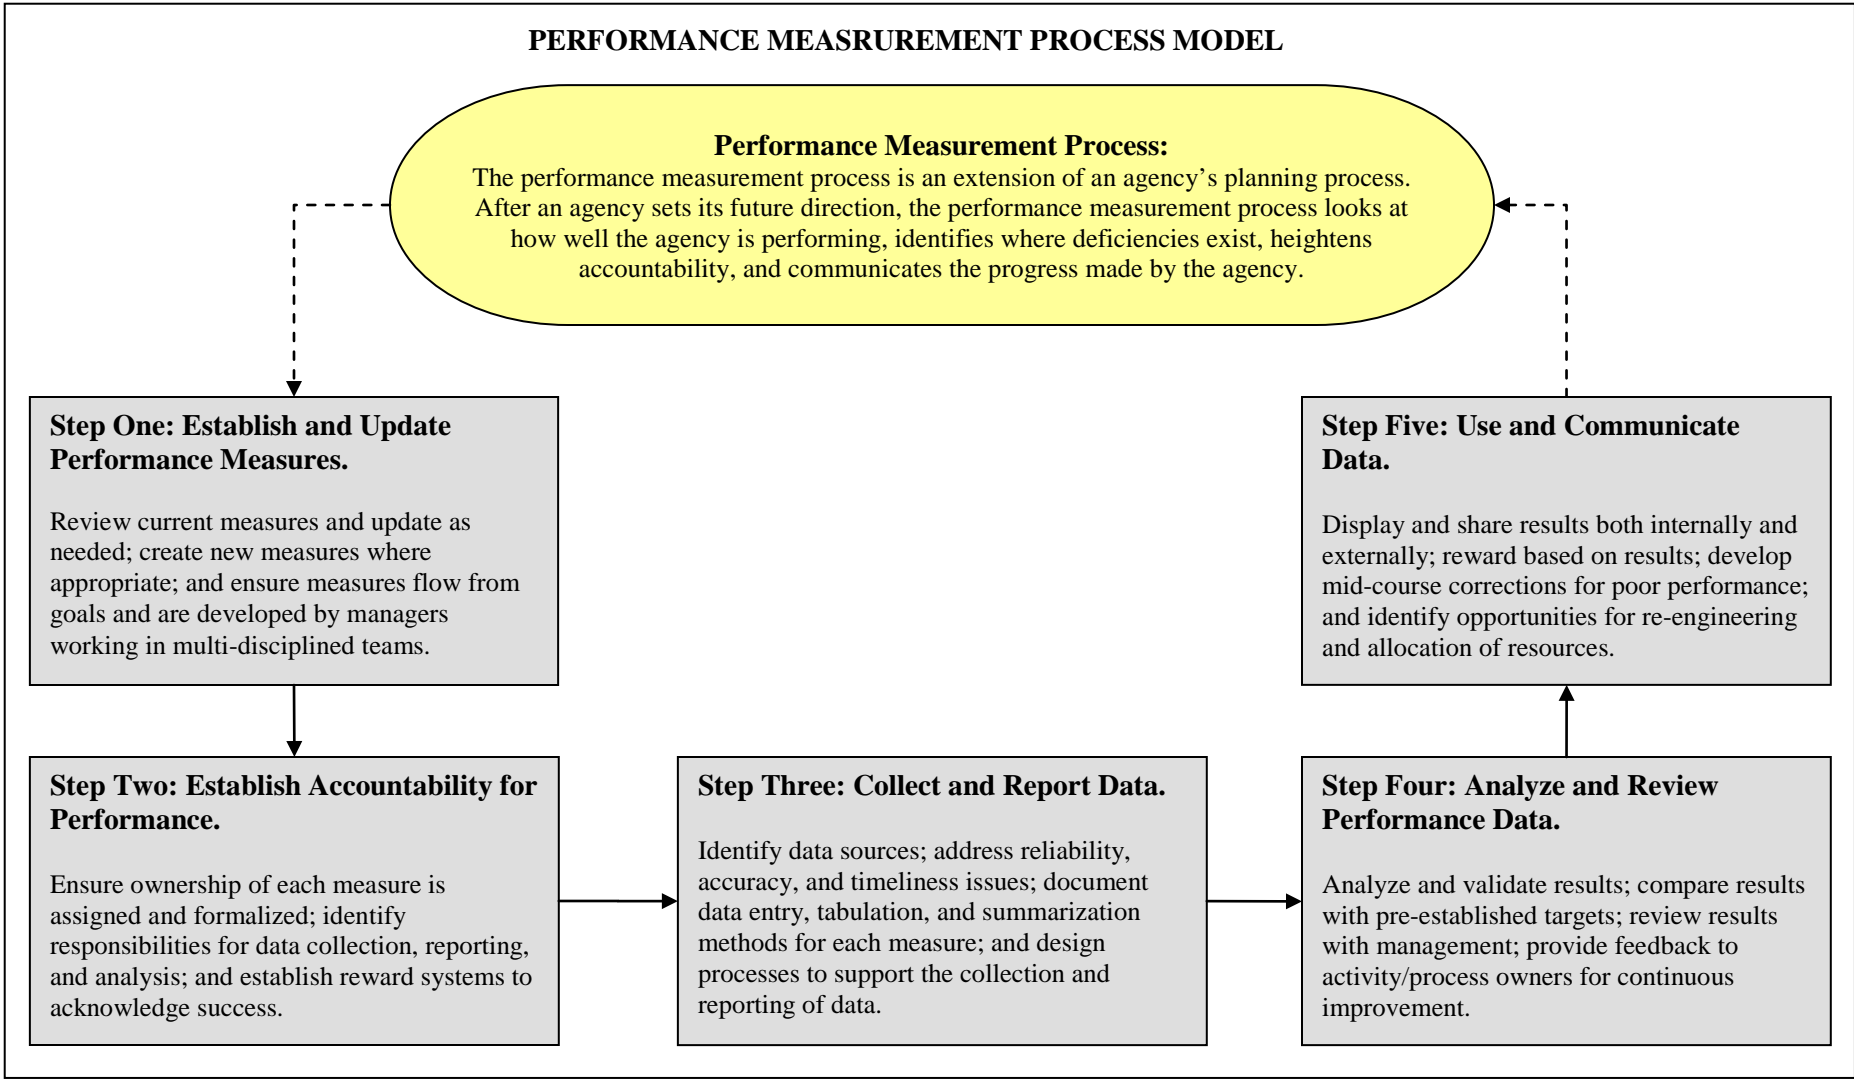 PERFORMANCE MEASRUREMENT PROCESS MODEL
Performance Measurement Process:
The performance measurement process is an extension of an agency’s planning process.
After an agency sets its future direction, the performance measurement process looks at
how well the agency is performing, identifies where deficiencies exist, heightens
accountability, and communicates the progress made by the agency.
Step One: Establish and Update
Performance Measures.
Review current measures and update as
needed; create new measures where
appropriate; and ensure measures flow from
goals and are developed by managers
working in multi-disciplined teams.
Step Two: Establish Accountability for
Performance.
Ensure ownership of each measure is
assigned and formalized; identify
responsibilities for data collection, reporting,
and analysis; and establish reward systems to
acknowledge success.
Step Three: Collect and Report Data.
Identify data sources; address reliability,
accuracy, and timeliness issues; document
data entry, tabulation, and summarization
methods for each measure; and design
processes to support the collection and
reporting of data.
Step Four: Analyze and Review
Performance Data.
Analyze and validate results; compare results
with pre-established targets; review results
with management; provide feedback to
activity/process owners for continuous
improvement.
Step Five: Use and Communicate
Data.
Display and share results both internally and
externally; reward based on results; develop
mid-course corrections for poor performance;
and identify opportunities for re-engineering
and allocation of resources.